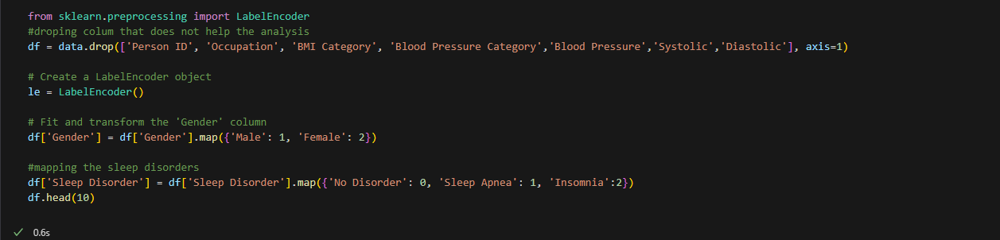 from sklearn.preprocessing import LabelEncoder
#droping colum that does not help the analysis
df = data.drop(['Person ID', 'Occupation', 'BMI Category', 'Blood Pressure Category','Blood Pressure','Systolic','Diastolic'], axis=1)
# Create a LabelEncoder object
le = LabelEncoder()
# Fit and transform the 'Gender' column
df['Gender'] = df['Gender'].map({'Male': 1, 'Female': 2})
#mapping the sleep disorders
df['Sleep Disorder'] = df['Sleep Disorder'].map({'No Disorder': 0, 'Sleep Apnea': 1, 'Insomnia':2})
df.head(10)
0.6s